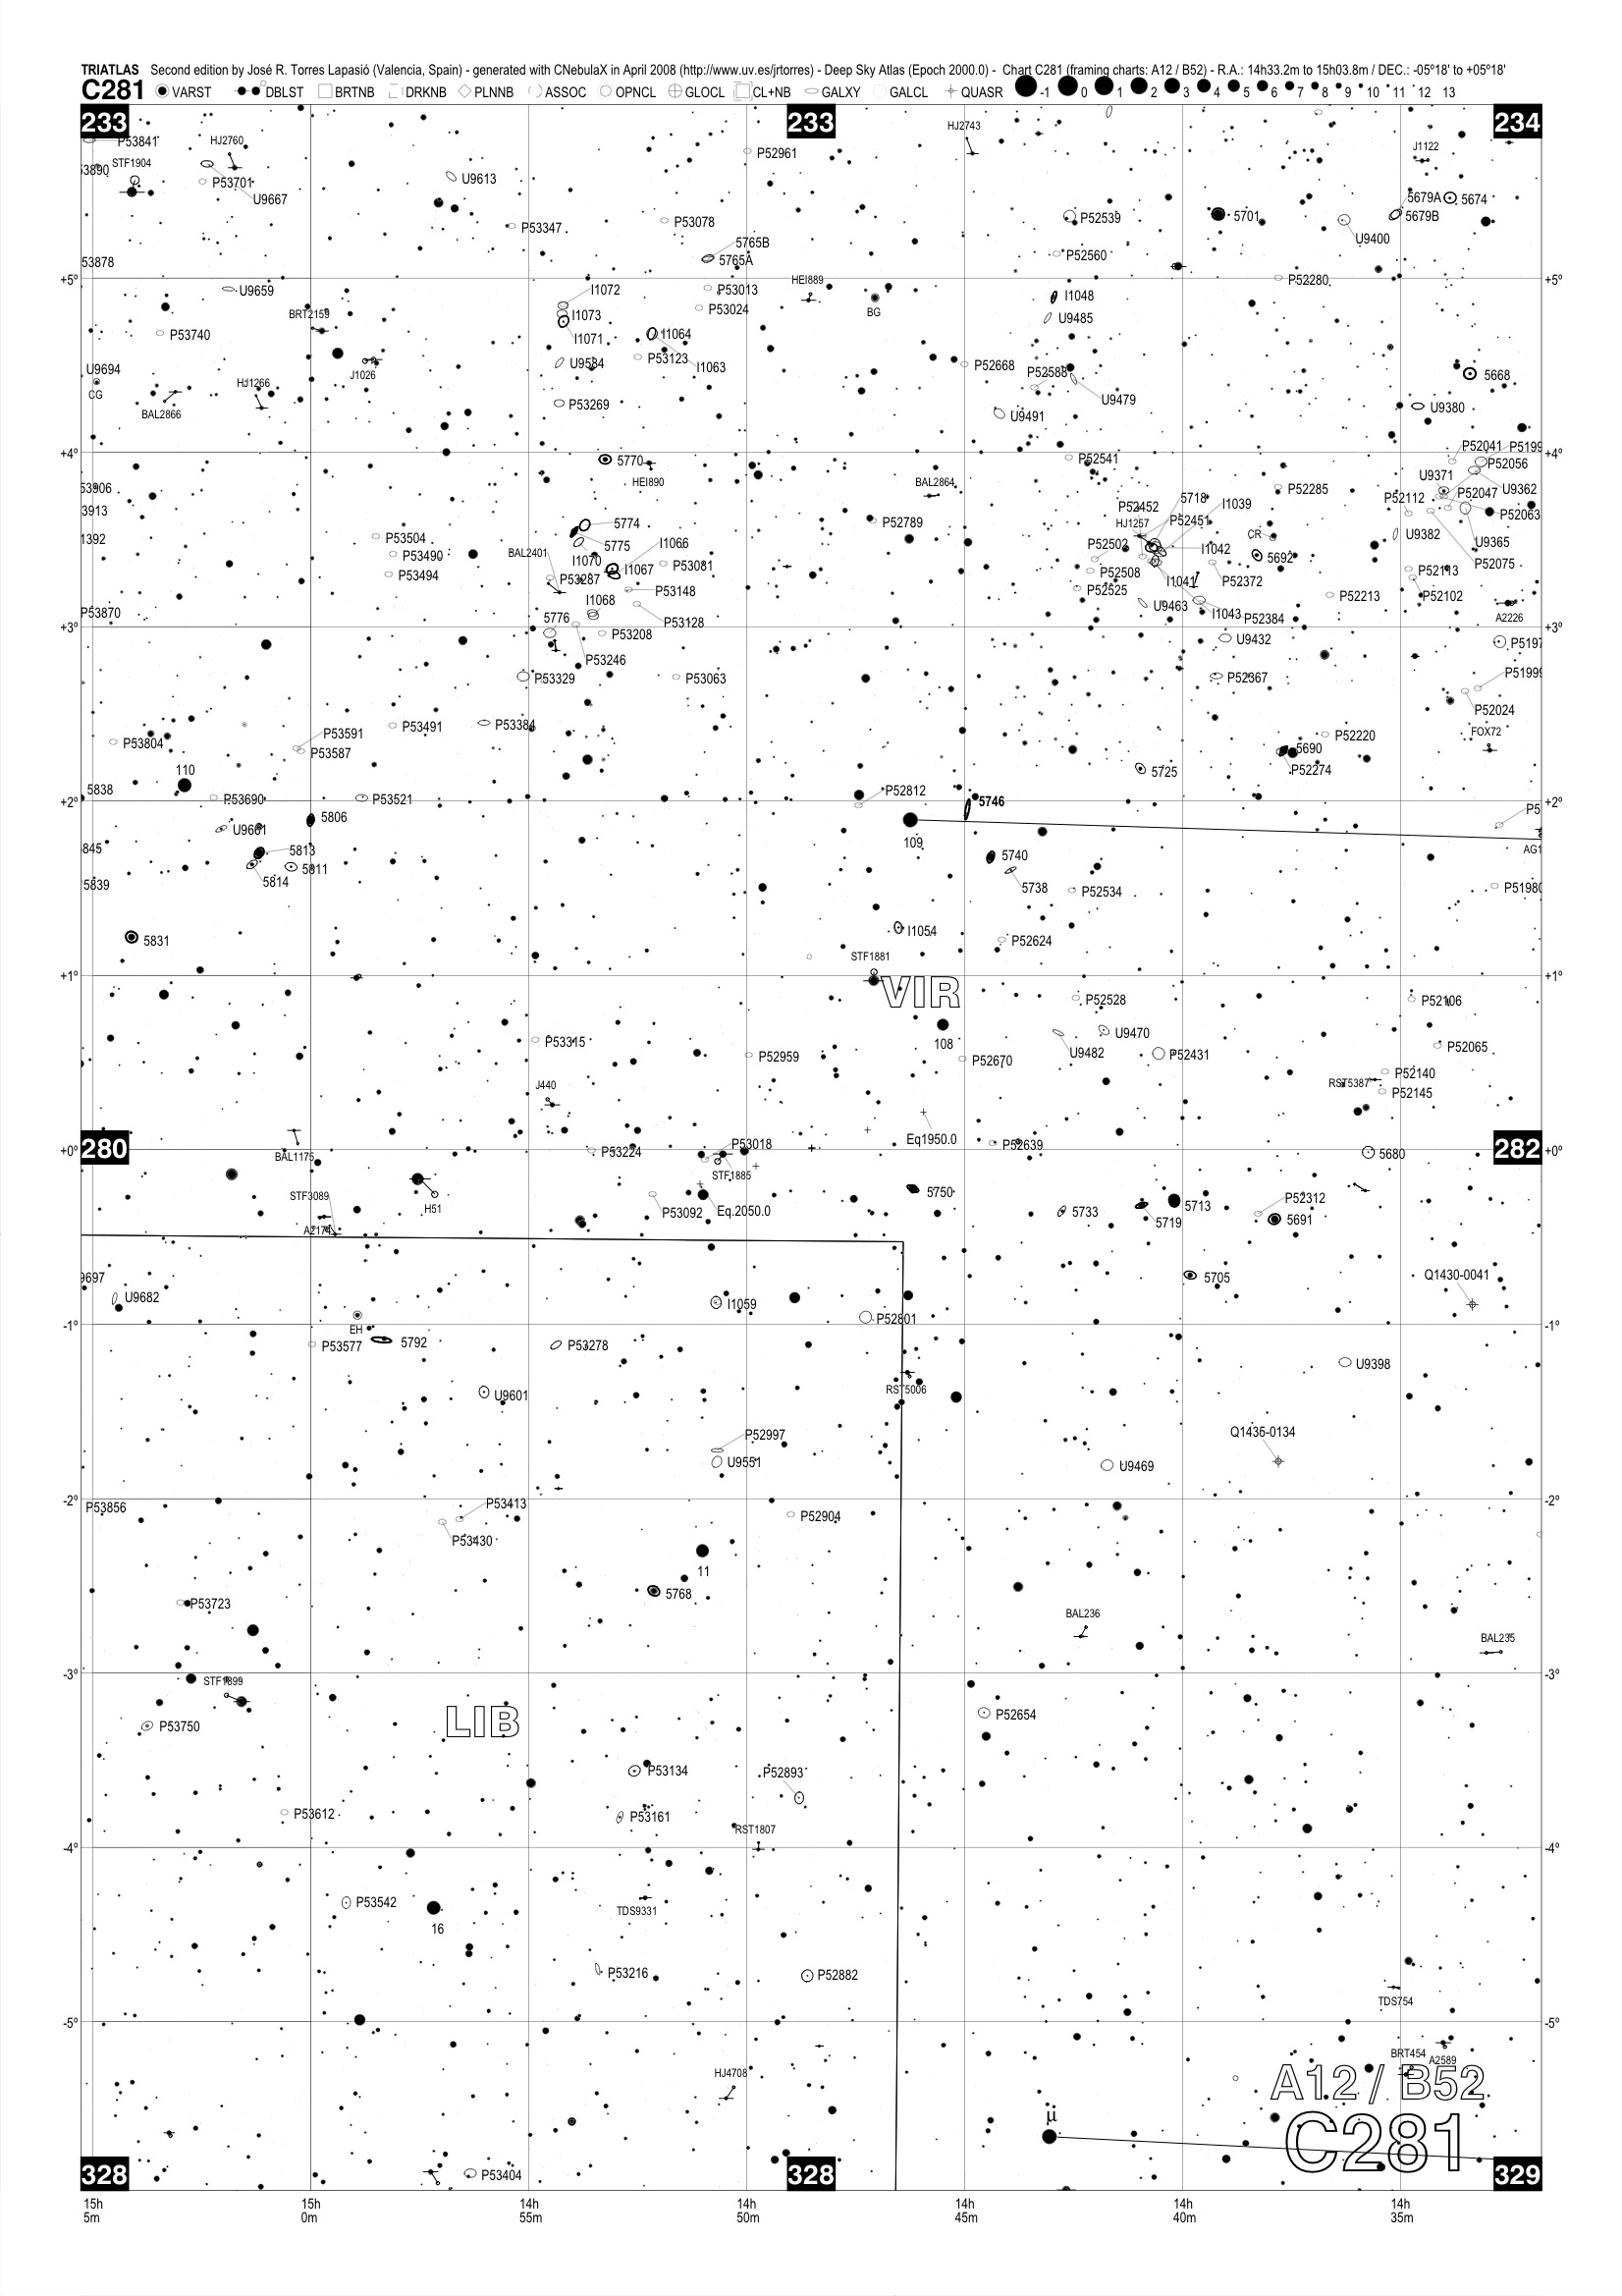 TRIATLAS Second edition by José R. Torres Lapasió (Valencia, Spain) - generated with CNebulaX in April 2008 (http://www.uv.es/jrtorres) - Deep Sky Atlas (Epoch 2000.0) - Chart C281 (framing charts: A12 / B52) - R.A.: 14h33.2m to 15h03.8m / DEC.: -05º18' to +05º18'
C281 VARST DBLST BRTNB DRKNB PLNNB ASSOC OPNCL GLOCL CL+NB GALXY GALCL QUASR -1 0 1 2 3 4 5 6 7 8 9 10 11 12 13
233 233 234
P53841 HJ2760 HJ2743 P52961 J1122
STF1904
53890 P53701 U9613 5679A 5674
U9667
P53347 P53078 P52539 5701 5679B
U9400
5765B
53878 5765A P52560
+5º HEI889 P52280 +5º
U9659 I1072 P53013 I1048
BRT2159 I1073 P53024 BG U9485
P53740 I1071 I1064
U9694 J1026 U9584 P53123 I1063 P52668 P52588 5668
CG HJ1266 U9479
BAL2866 P53269 U9491 U9380
+4º P52041 P5199 +4º
5770 P52541 P52056
HEI890 BAL2864 P52285 U9371 U9362
53906 P52112 P52047
3913 5774 P52789 P52452 5718 I1039 P52063
HJ1257 P52451 CR
1392 P53504 5775 I1066 U9382 U9365
BAL2401 P53490 I1070 I1067 P53081 P52502 I1042 5692 P52075
P53494 P53287 P53148 P52508 I1041 P52372 P52113
P52525 P52102
P53870 I1068 P53128 U9463 I1043 P52384 P52213 A2226
+3º 5776 P53208 U9432 P5197 +3º
P53246
P53329 P53063 P52367 P51999
P52024
P53384 P53491 FOX72
P53804 P53591 P53587 P52220 5690
110 5725 P52274
5838 P53690 P53521 P52812 5746
+2º P5 +2º
5806 U9661 109
845 5813 5740 AG1
5811 5814 5738 P52534 P51980
5839
5831 I1054 P52624
STF1881
+1º VIR +1º
P52528 P52106
108 U9470
P53315 P52959 P52670 U9482 P52431 P52065
J440 RST5387 P52140
P52145
Eq1950.0
280 282
+0º BAL1175 P53224 P53018 P52639 5680 +0º
STF1885
STF3089 H51 P53092 5750 P52312
A2174 Eq.2050.0 5733 5719 5713 5691
9697 5705 Q1430-0041
U9682 I1059
EH P52801
-1º -1º
P53577 5792 P53278 U9398
U9601 RST5006
P52997 Q1435-0134
U9551 U9469
-2º P53856 P53413 P52904 -2º
P53430
11
5768
P53723 BAL236
BAL235
-3º -3º
STF1899
P53750 LIB P52654
P53134 P52893
P53612 P53161
RST1807
-4º -4º
P53542
16 TDS9331
P53216 P52882
TDS754
-5º -5º
BRT454 A2589
HJ4708 A12 / B52
μ C281
328 P53404 328 329
15h 15h 14h 14h 14h 14h 14h
5m 0m 55m 50m 45m 40m 35m